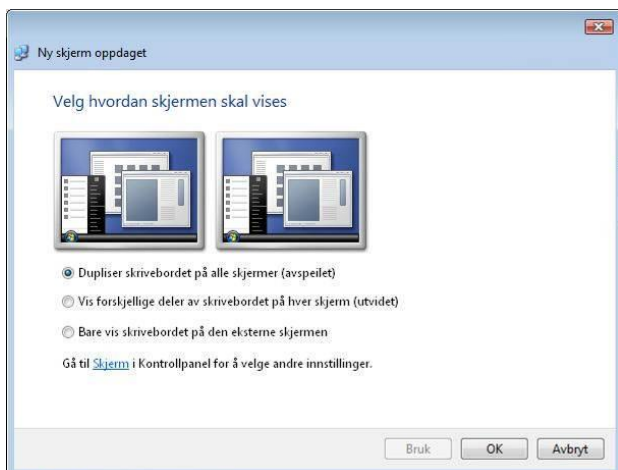 Ny skjerm oppdaget
Velg hvordan skjermen skal vises
Dupliser skrivebordet på alle skjermer (avspeilet)
Vis forskjellige deler av skrivebordet på hver skjerm (utvidet)
Bare vis skrivebordet på den eksterne skjermen
Gå til Skjerm i Kontrollpanel for å velge andre innstillinger.
Bruk OK Avbryt